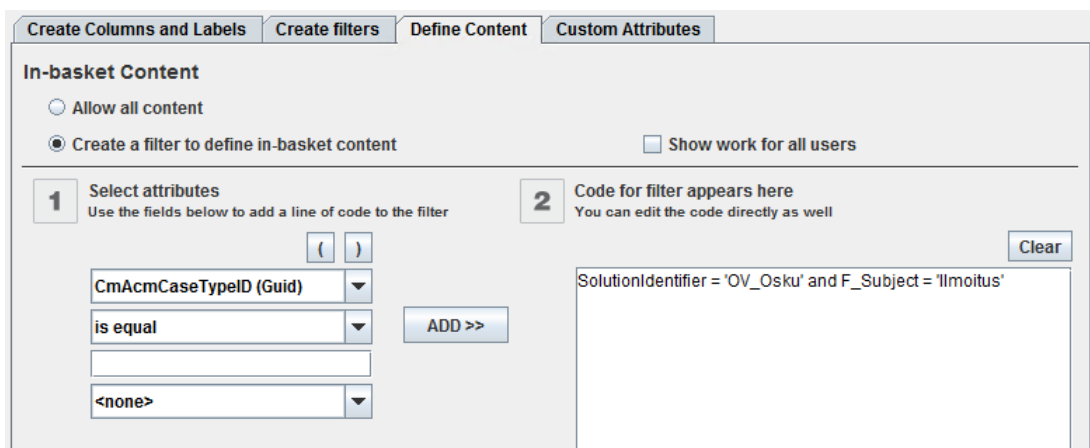 Create Columns and Labels Create filters Define Content Custom Attributes
In-basket Content
Allow all content
Create a filter to define in-basket content Show work for all users
1 Select attributes
Use the fields below to add a line of code to the filter
2 Code for filter appears here
You can edit the code directly as well
( ) Clear
CmAcmCaseTypeID (Guid)
is equal
ADD >>
<none>
SolutionIdentifier = 'OV_Osku' and F_Subject = 'Ilmoitus'